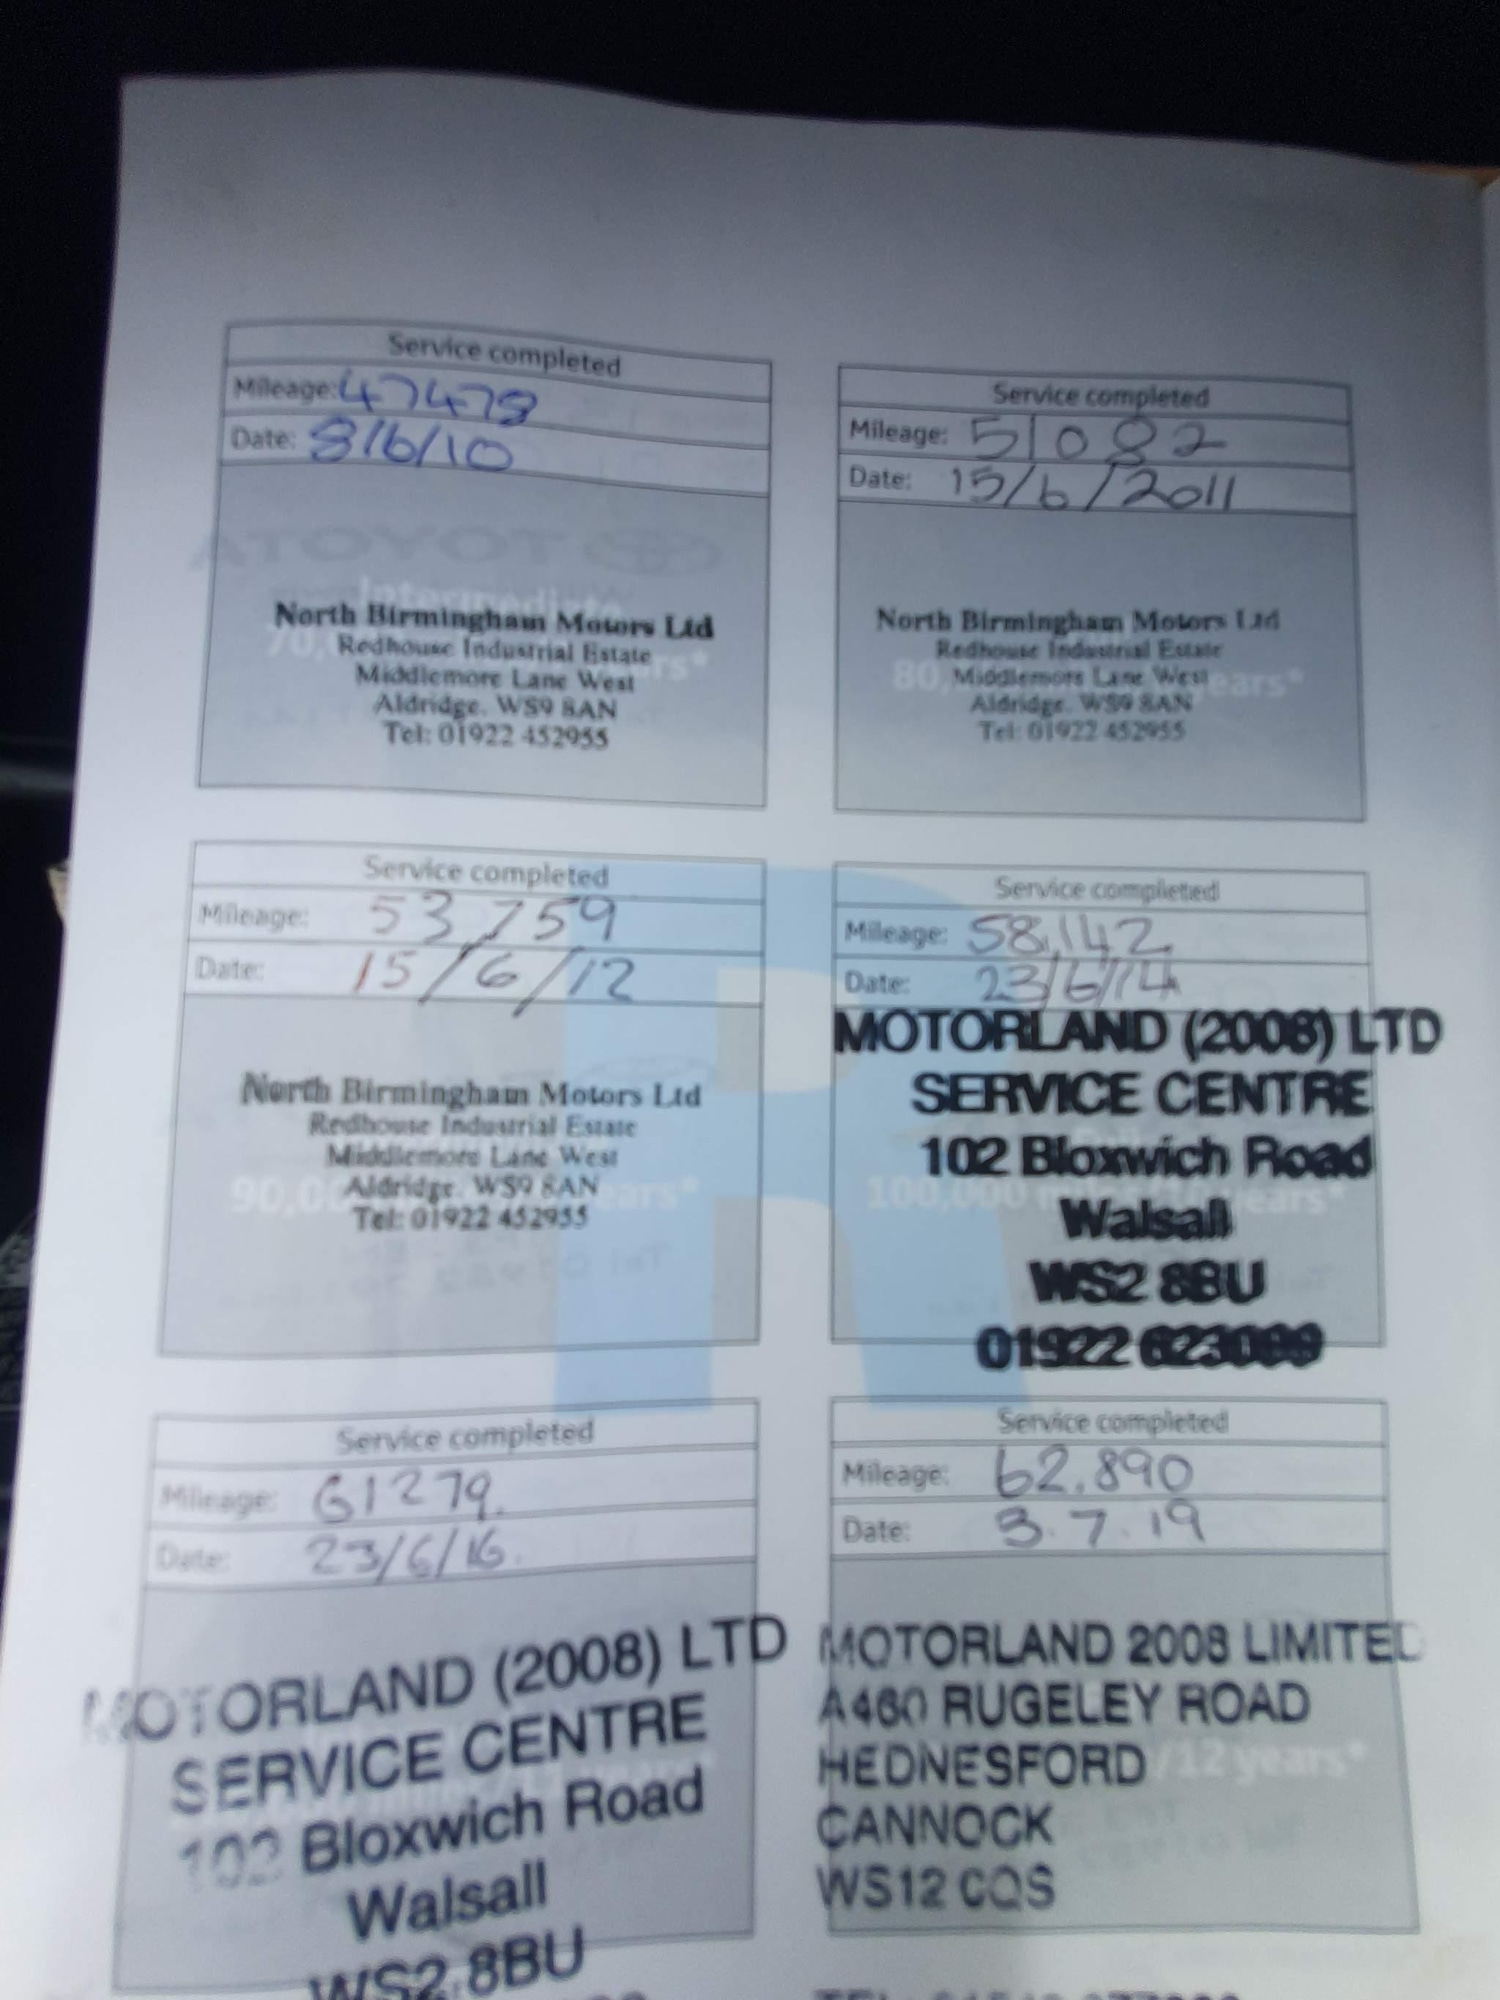 Service completed
Mileage: 47478
Date: 8/6/10
TOYOTA
North Birmingham Motors Ltd
Redhouse Industrial Estate
Middlemore Lane West
Aldridge. WS9 8AN
Tel: 01922 452955
Service completed
Mileage: 51082
Date: 15/6/2011
North Birmingham Motors Ltd
Redhouse Industrial Estate
Middlemore Lane West
Aldridge. WS9 8AN
Tel: 01922 452955
Service completed
Mileage: 53,759
Date: 15/6/12
North Birmingham Motors Ltd
Redhouse Industrial Estate
Middlemore Lane West
Aldridge. WS9 8AN
Tel: 01922 452955
Service completed
Mileage: 58,142
Date: 23/6/14
MOTORLAND (2008) LTD
SERVICE CENTRE
102 Bloxwich Road
Walsall
WS2 8BU
01922 623099
Service completed
Mileage: 61279.
Date: 23/6/16.
MOTORLAND (2008) LTD
SERVICE CENTRE
102 Bloxwich Road
Walsall
WS2 8BU
Service completed
Mileage: 62.890
Date: 3.7.19
MOTORLAND 2008 LIMITED
A460 RUGELEY ROAD
HEDNESFORD
/12 years*
CANNOCK
WS12 CQS